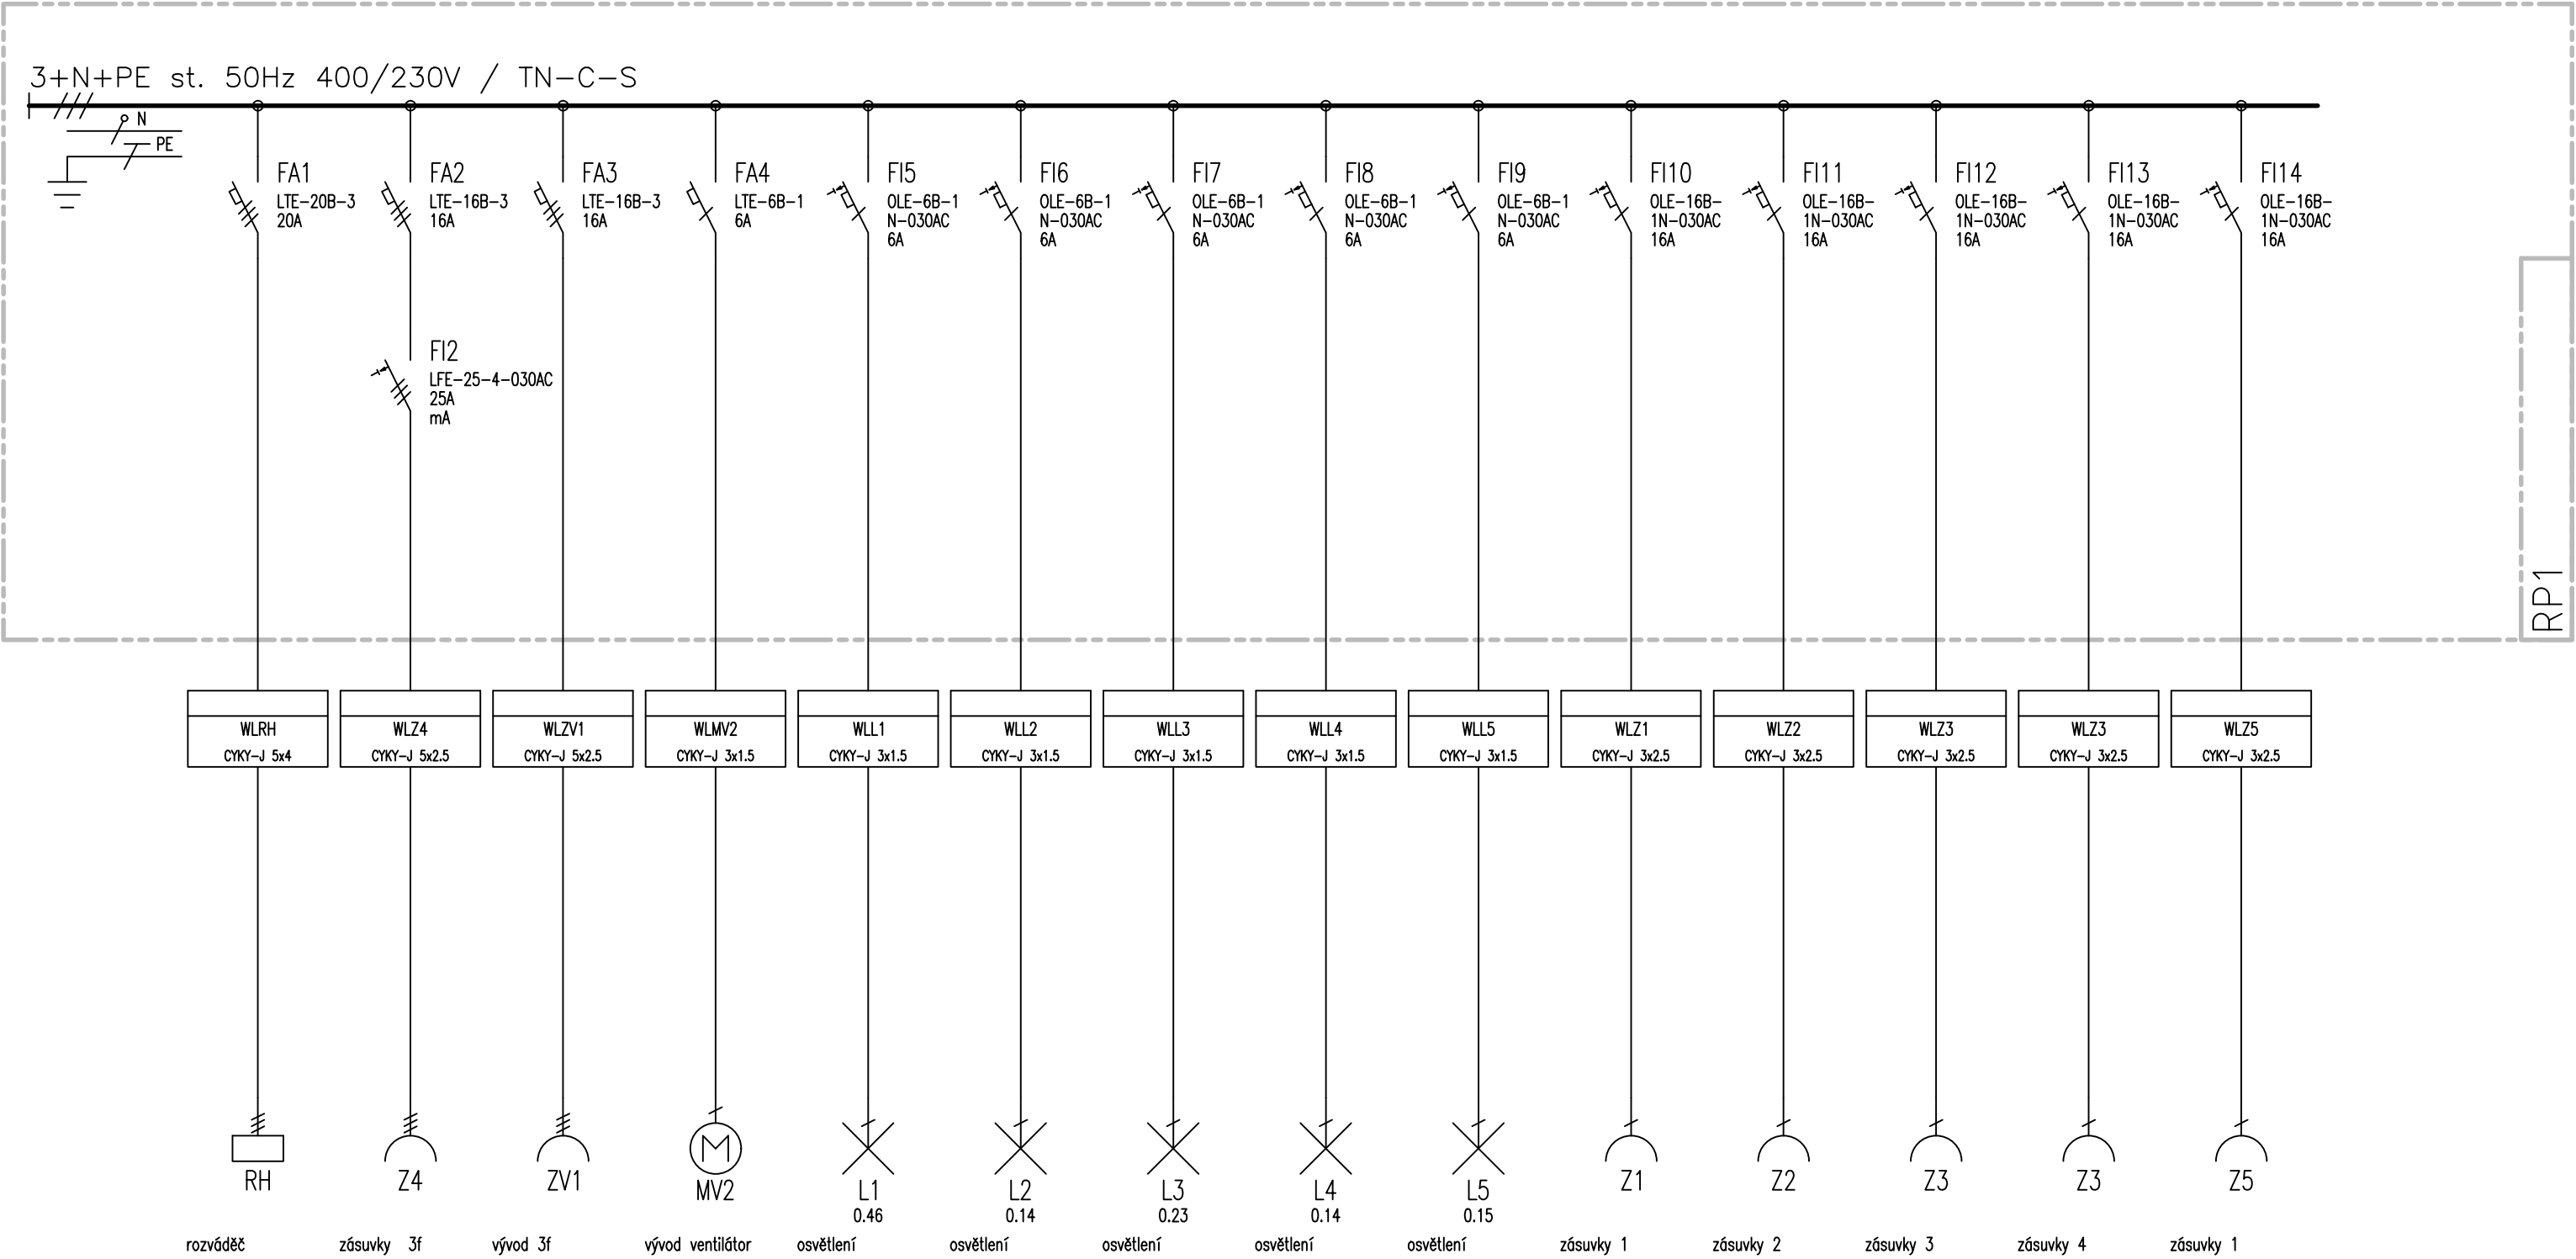 3+N+PE st. 50Hz 400/230V / TN-C-S
N
PE
FA1
LTE-20B-3
20A
FA2
LTE-16B-3
16A
FA3
LTE-16B-3
16A
FA4
LTE-6B-1
6A
FI5
OLE-6B-1
N-030AC
6A
FI6
OLE-6B-1
N-030AC
6A
FI7
OLE-6B-1
N-030AC
6A
FI8
OLE-6B-1
N-030AC
6A
FI9
OLE-6B-1
N-030AC
6A
FI10
OLE-16B-
1N-030AC
16A
FI11
OLE-16B-
1N-030AC
16A
FI12
OLE-16B-
1N-030AC
16A
FI13
OLE-16B-
1N-030AC
16A
FI14
OLE-16B-
1N-030AC
16A
FI2
LFE-25-4-030AC
25A
mA
RP1
WLRH
CYKY-J 5x4
WLZ4
CYKY-J 5x2.5
WLZV1
CYKY-J 5x2.5
WLMV2
CYKY-J 3x1.5
WLL1
CYKY-J 3x1.5
WLL2
CYKY-J 3x1.5
WLL3
CYKY-J 3x1.5
WLL4
CYKY-J 3x1.5
WLL5
CYKY-J 3x1.5
WLZ1
CYKY-J 3x2.5
WLZ2
CYKY-J 3x2.5
WLZ3
CYKY-J 3x2.5
WLZ3
CYKY-J 3x2.5
WLZ5
CYKY-J 3x2.5
RH
rozváděč
Z4
zásuvky 3f
ZV1
vývod 3f
M
MV2
vývod ventilátor
L1
0.46
osvětlení
L2
0.14
osvětlení
L3
0.23
osvětlení
L4
0.14
osvětlení
L5
0.15
osvětlení
Z1
zásuvky 1
Z2
zásuvky 2
Z3
zásuvky 3
Z3
zásuvky 4
Z5
zásuvky 1